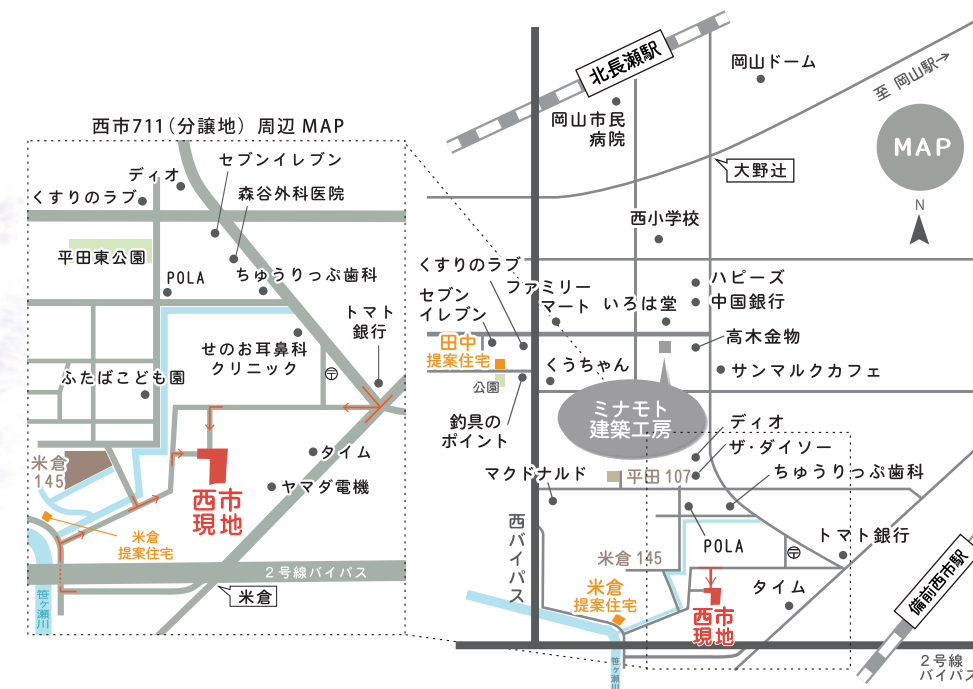 西市711(分譲地) 周辺 MAP
セブンイレブン
ディオ
森谷外科医院
くすりのラブ
平田東公園
POLA
ちゅうりっぷ歯科
トマト
銀行
せのお耳鼻科
クリニック
〶
ふたばこども園
タイム
米倉
145
ヤマダ電機
西市
現地
米倉
提案住宅
2号線バイパス
米倉
笹ヶ瀬川
北長瀬駅
岡山ドーム
至 岡山駅→
岡山市民
病院
MAP
大野辻
N
西小学校
くすりのラブ
ファミリー
マート
セブン
イレブン
いろは堂
ハピーズ
中国銀行
田中
提案住宅
高木金物
公園
くうちゃん
サンマルクカフェ
ミナモト
建築工房
釣具の
ポイント
ディオ
ザ・ダイソー
マクドナルド
平田 107
ちゅうりっぷ歯科
西バイパス
POLA
トマト銀行
〶
米倉 145
米倉
提案住宅
タイム
備前西市駅
西市
現地
笹ヶ瀬川
2号線
バイパス